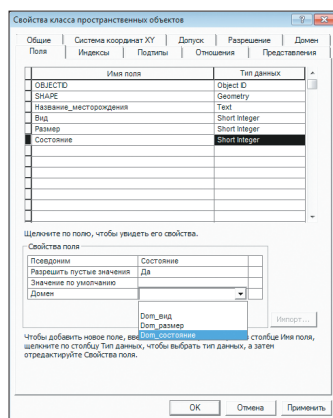 Свойства класса пространственных объектов
Общие Система координат XY Допуск Разрешение Домен
Поля Индексы Подтипы Отношения Представления
Имя поля Тип данных
OBJECTID Object ID
SHAPE Geometry
Название_месторождения Text
Вид Short Integer
Размер Short Integer
Состояние Short Integer
Щелкните по полю, чтобы увидеть его свойства.
Свойства поля
Псевдоним Состояние
Разрешить пустые значения Да
Значение по умолчанию
Домен
Dom_вид
Dom_размер
Dom_состояние
Импорт...
Чтобы добавить новое поле, столбце Имя поля,
щелкните по столбцу Тип данных, чтобы выбрать тип данных, а затем
отредактируйте Свойства поля.
OK Отмена Применить